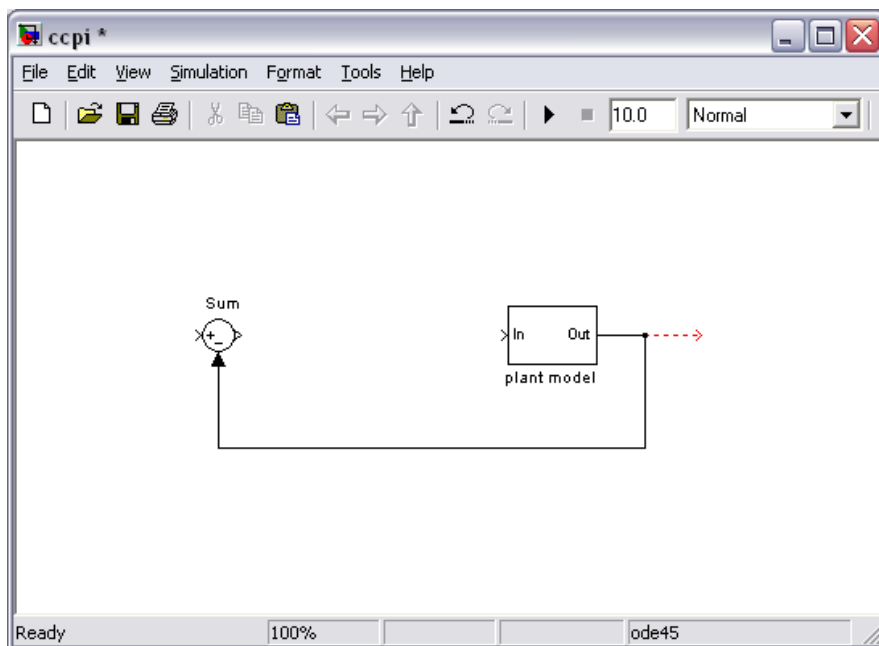 ccpi *
File Edit View Simulation Format Tools Help
10.0 Normal
Sum
+ -
In Out
plant model
Ready 100% ode45